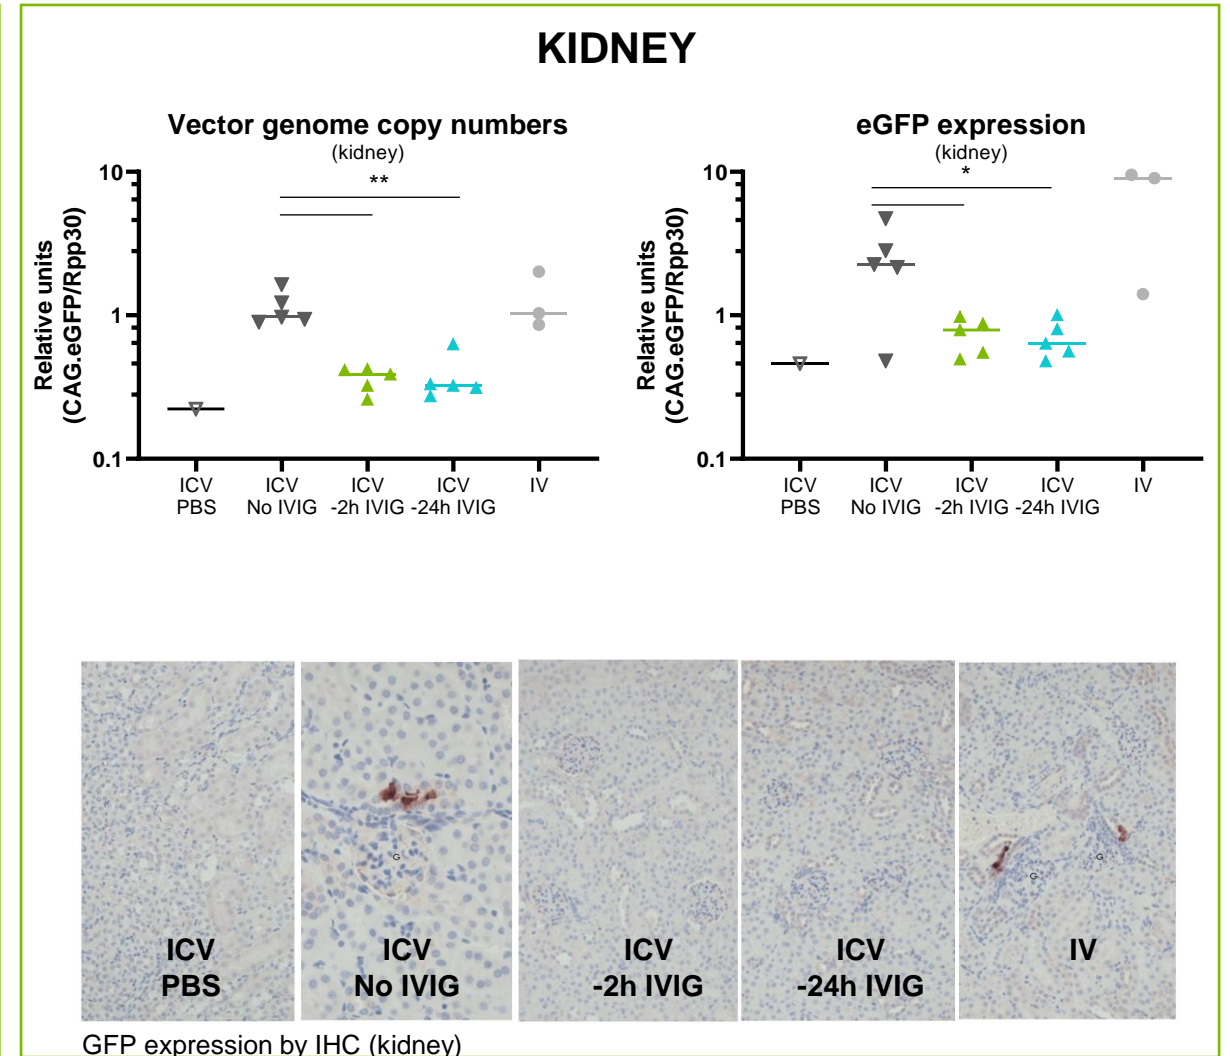 KIDNEY
Vector genome copy numbers
(kidney)
Relative units
(CAG.eGFP/Rpp30)
10
1
0.1
**
ICV
PBS
ICV
No IVIG
ICV
-2h IVIG
ICV
-24h IVIG
IV
eGFP expression
(kidney)
Relative units
(CAG.eGFP/Rpp30)
10
1
0.1
*
ICV
PBS
ICV
No IVIG
ICV
-2h IVIG
ICV
-24h IVIG
IV
ICV
PBS
G
ICV
No IVIG
ICV
-2h IVIG
ICV
-24h IVIG
G
G
IV
GFP expression by IHC (kidney)